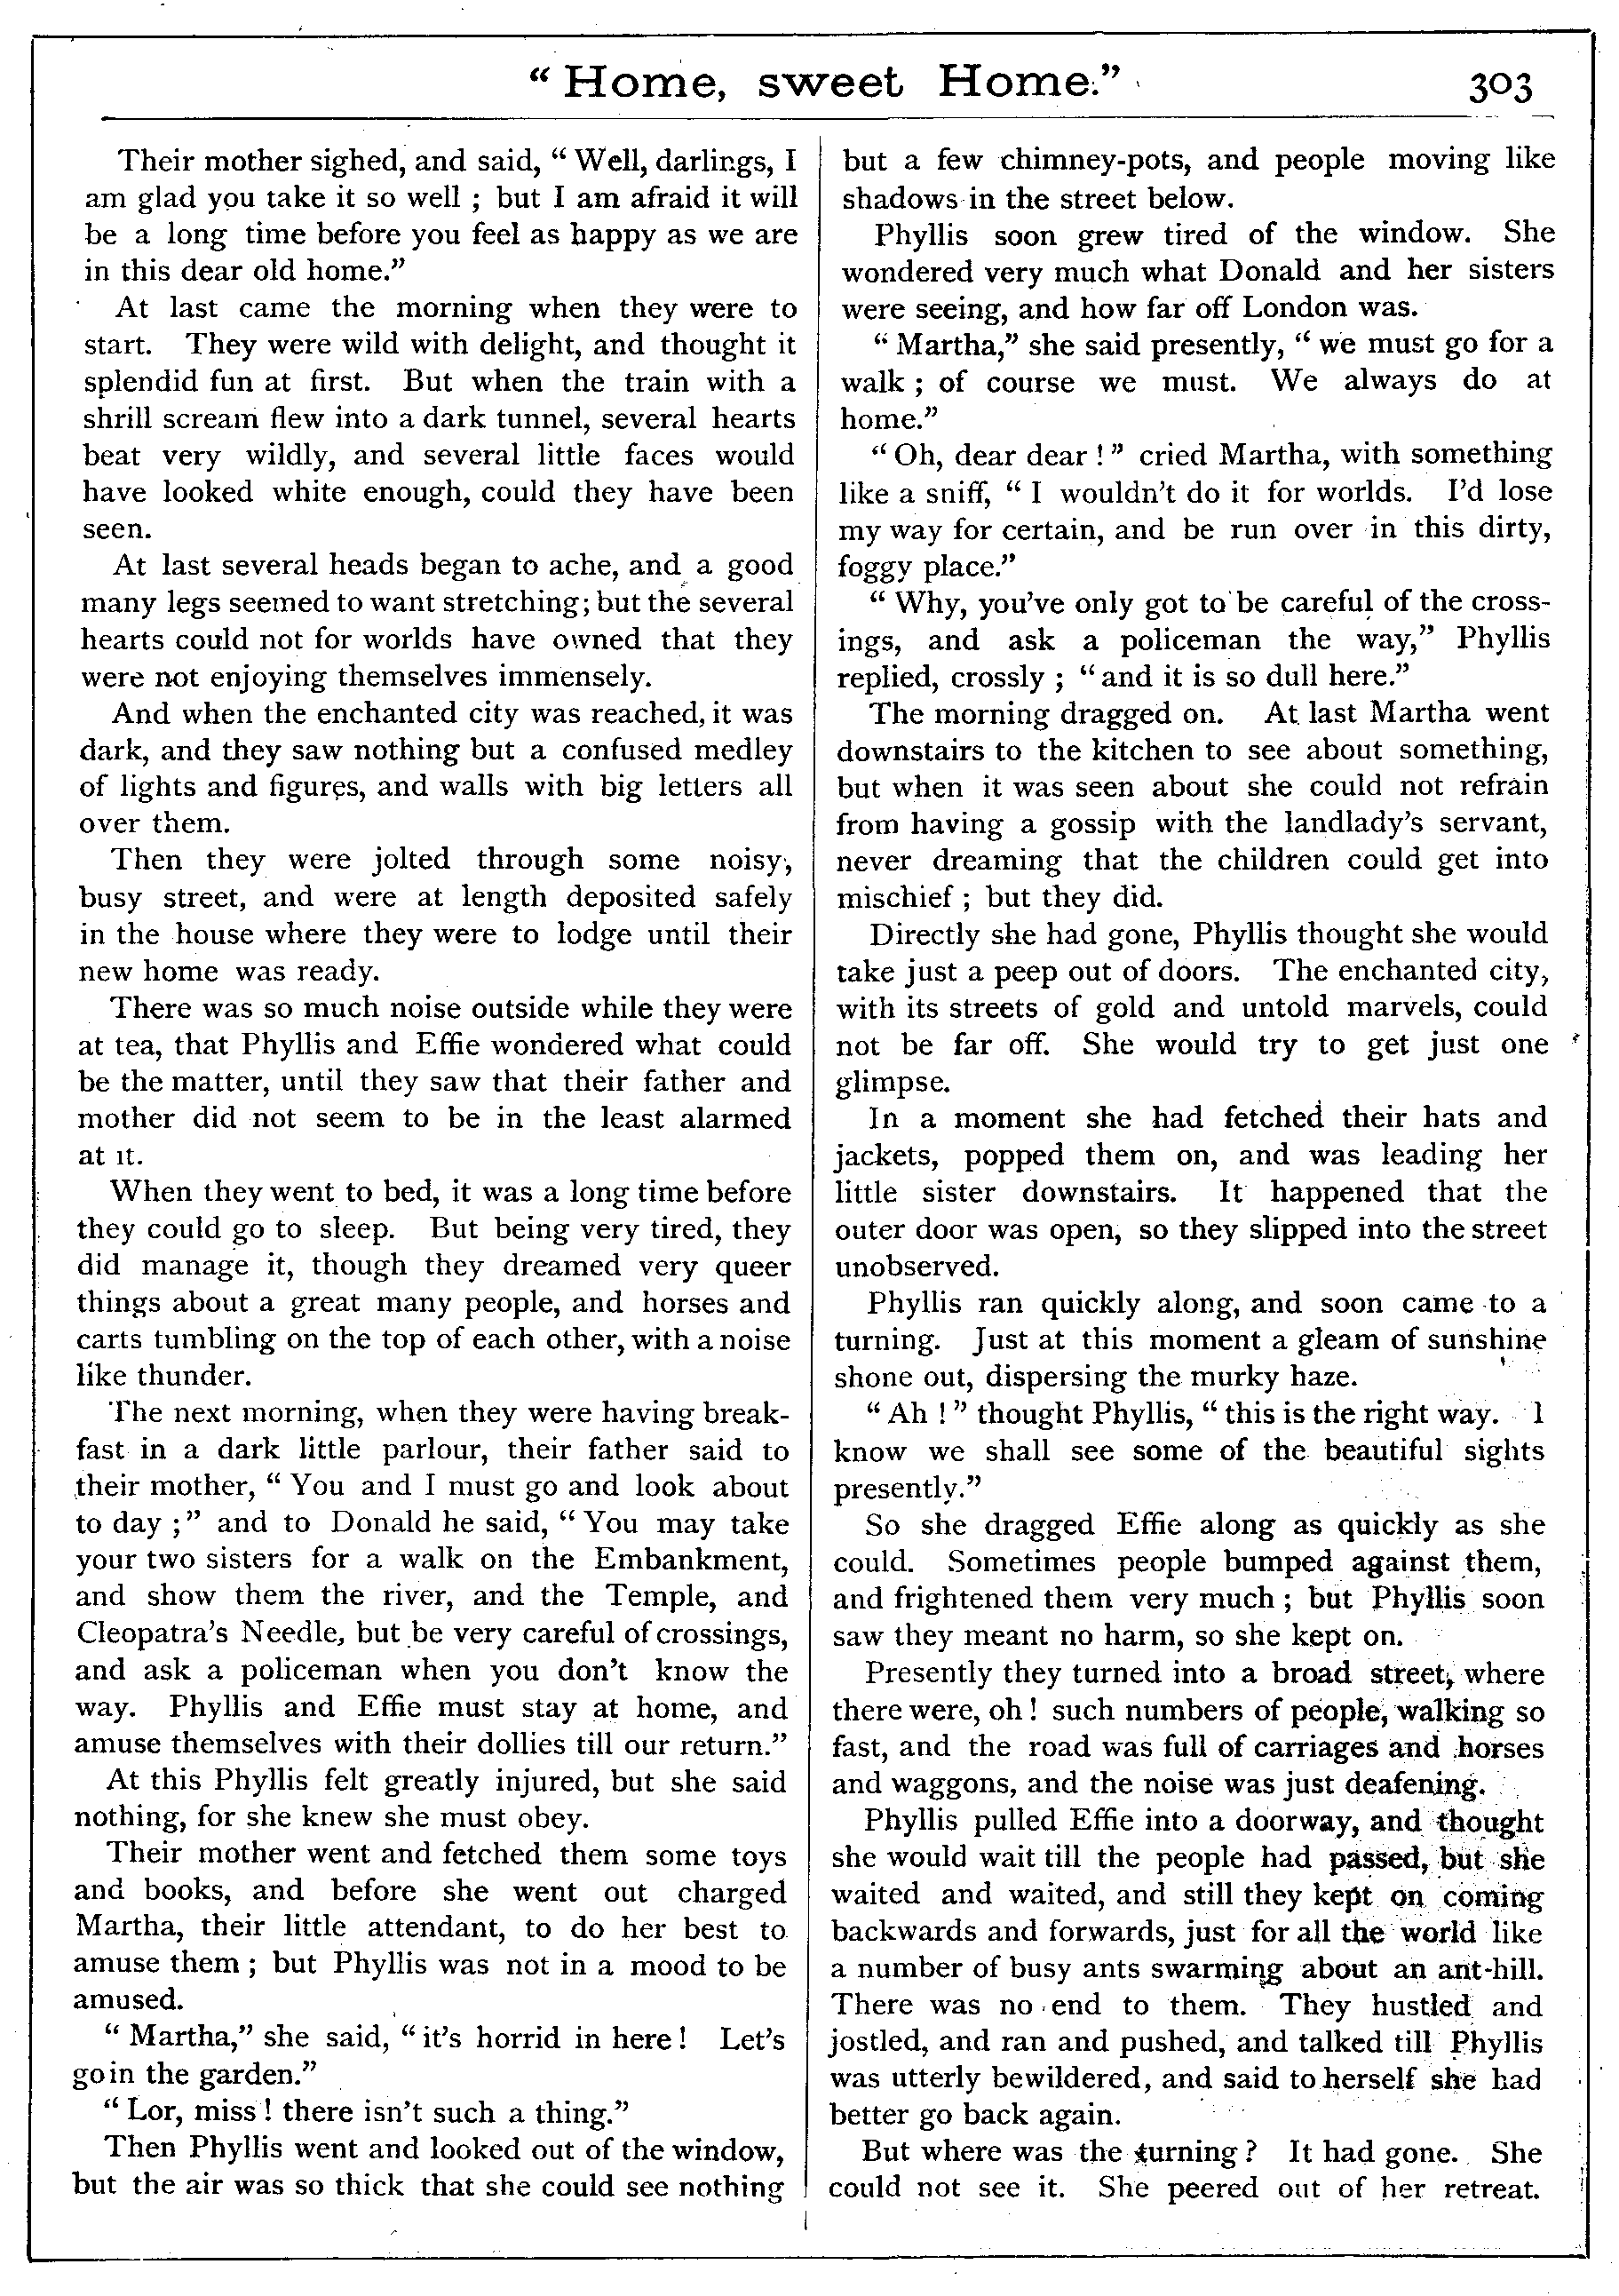 “ Home, sweet Home.”
303
Their mother sighed, and said, “ Well, darlings, I
am glad you take it so well ; but I am afraid it will
be a long time before you feel as happy as we are
in this dear old home.”
At last came the morning when they were to
start. They were wild with delight, and thought it
splendid fun at first. But when the train with a
shrill scream flew into a dark tunnel, several hearts
beat very wildly, and several little faces would
have looked white enough, could they have been
seen.
At last several heads began to ache, and a good
many legs seemed to want stretching; but the several
hearts could not for worlds have owned that they
were not enjoying themselves immensely.
And when the enchanted city was reached, it was
dark, and they saw nothing but a confused medley
of lights and figures, and walls with big letters all
over them.
Then they were jolted through some noisy,
busy street, and were at length deposited safely
in the house where they were to lodge until their
new home was ready.
There was so much noise outside while they were
at tea, that Phyllis and Effie wondered what could
be the matter, until they saw that their father and
mother did not seem to be in the least alarmed
at it.
When they went to bed, it was a long time before
they could go to sleep. But being very tired, they
did manage it, though they dreamed very queer
things about a great many people, and horses and
carts tumbling on the top of each other, with a noise
like thunder.
The next morning, when they were having break-
fast in a dark little parlour, their father said to
their mother, “ You and I must go and look about
to day ;” and to Donald he said, “ You may take
your two sisters for a walk on the Embankment,
and show them the river, and the Temple, and
Cleopatra’s Needle, but be very careful of crossings,
and ask a policeman when you don’t know the
way. Phyllis and Effie must stay at home, and
amuse themselves with their dollies till our return.”
At this Phyllis felt greatly injured, but she said
nothing, for she knew she must obey.
Their mother went and fetched them some toys
and books, and before she went out charged
Martha, their little attendant, to do her best to
amuse them ; but Phyllis was not in a mood to be
amused.
“ Martha,” she said, “ it’s horrid in here ! Let’s
go in the garden.”
“ Lor, miss ! there isn’t such a thing.”
Then Phyllis went and looked out of the window,
but the air was so thick that she could see nothing
but a few chimney-pots, and people moving like
shadows in the street below.
Phyllis soon grew tired of the window. She
wondered very much what Donald and her sisters
were seeing, and how far off London was.
“ Martha,” she said presently, “ we must go for a
walk ; of course we must. We always do at
home.”
“ Oh, dear dear ! ” cried Martha, with something
like a sniff, “ I wouldn’t do it for worlds. I’d lose
my way for certain, and be run over in this dirty,
foggy place.”
“ Why, you’ve only got to be careful of the cross-
ings, and ask a policeman the way,” Phyllis
replied, crossly ; “ and it is so dull here.”
The morning dragged on. At last Martha went
downstairs to the kitchen to see about something,
but when it was seen about she could not refrain
from having a gossip with the landlady’s servant,
never dreaming that the children could get into
mischief ; but they did.
Directly she had gone, Phyllis thought she would
take just a peep out of doors. The enchanted city,
with its streets of gold and untold marvels, could
not be far off. She would try to get just one
glimpse.
In a moment she had fetched their hats and
jackets, popped them on, and was leading her
little sister downstairs. It happened that the
outer door was open, so they slipped into the street
unobserved.
Phyllis ran quickly along, and soon came to a
turning. Just at this moment a gleam of sunshine
shone out, dispersing the murky haze.
“ Ah ! ” thought Phyllis, “ this is the right way. I
know we shall see some of the beautiful sights
presently.”
So she dragged Effie along as quickly as she
could. Sometimes people bumped against them,
and frightened them very much ; but Phyllis soon
saw they meant no harm, so she kept on.
Presently they turned into a broad street, where
there were, oh ! such numbers of people, walking so
fast, and the road was full of carriages and horses
and waggons, and the noise was just deafening.
Phyllis pulled Effie into a doorway, and thought
she would wait till the people had passed, but she
waited and waited, and still they kept on coming
backwards and forwards, just for all the world like
a number of busy ants swarming about an ant-hill.
There was no end to them. They hustled and
jostled, and ran and pushed, and talked till Phyllis
was utterly bewildered, and said to herself she had
better go back again.
But where was the turning ? It had gone. She
could not see it. She peered out of her retreat.